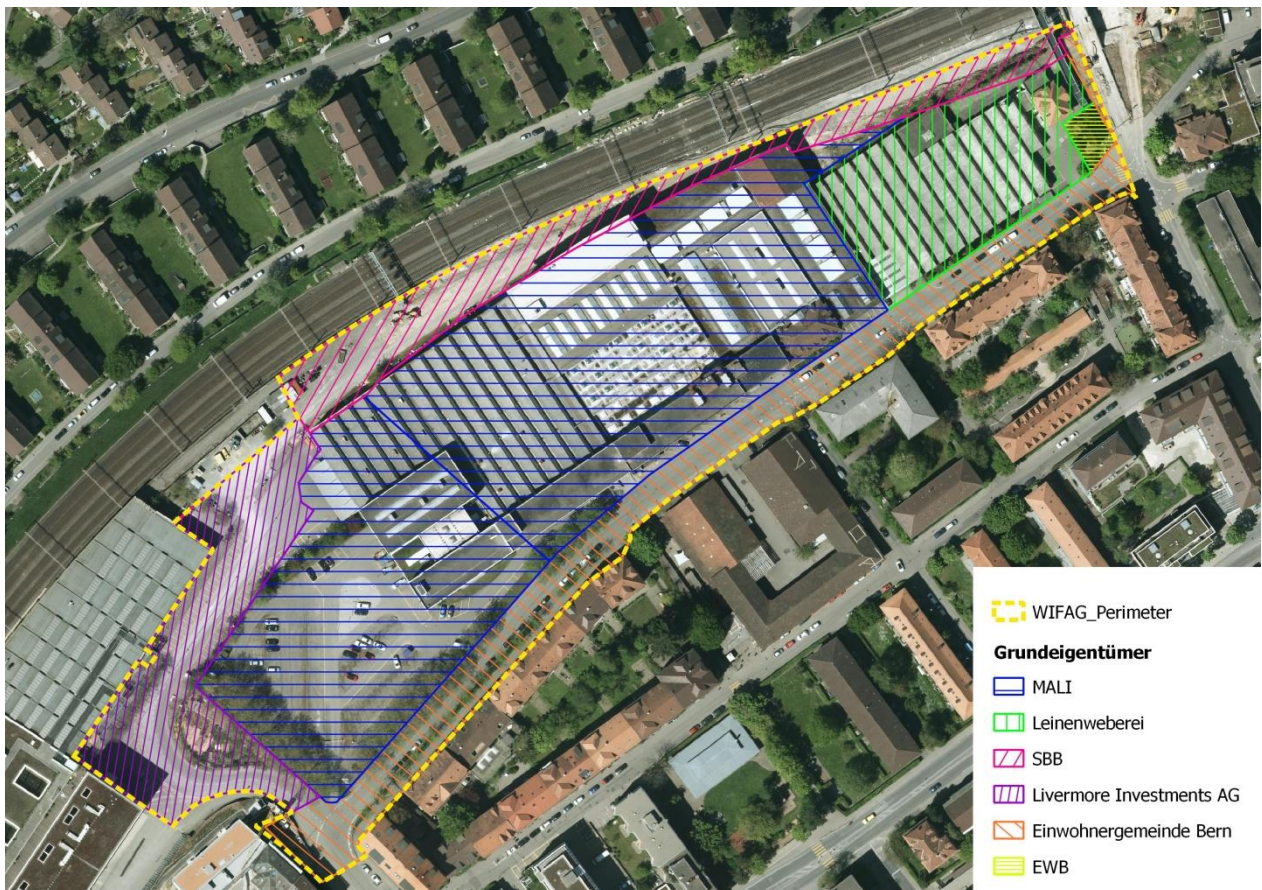 WIFAG_Perimeter
Grundeigentümer
MALI
Leinenweberei
SBB
Livermore Investments AG
Einwohnergemeinde Bern
EWB